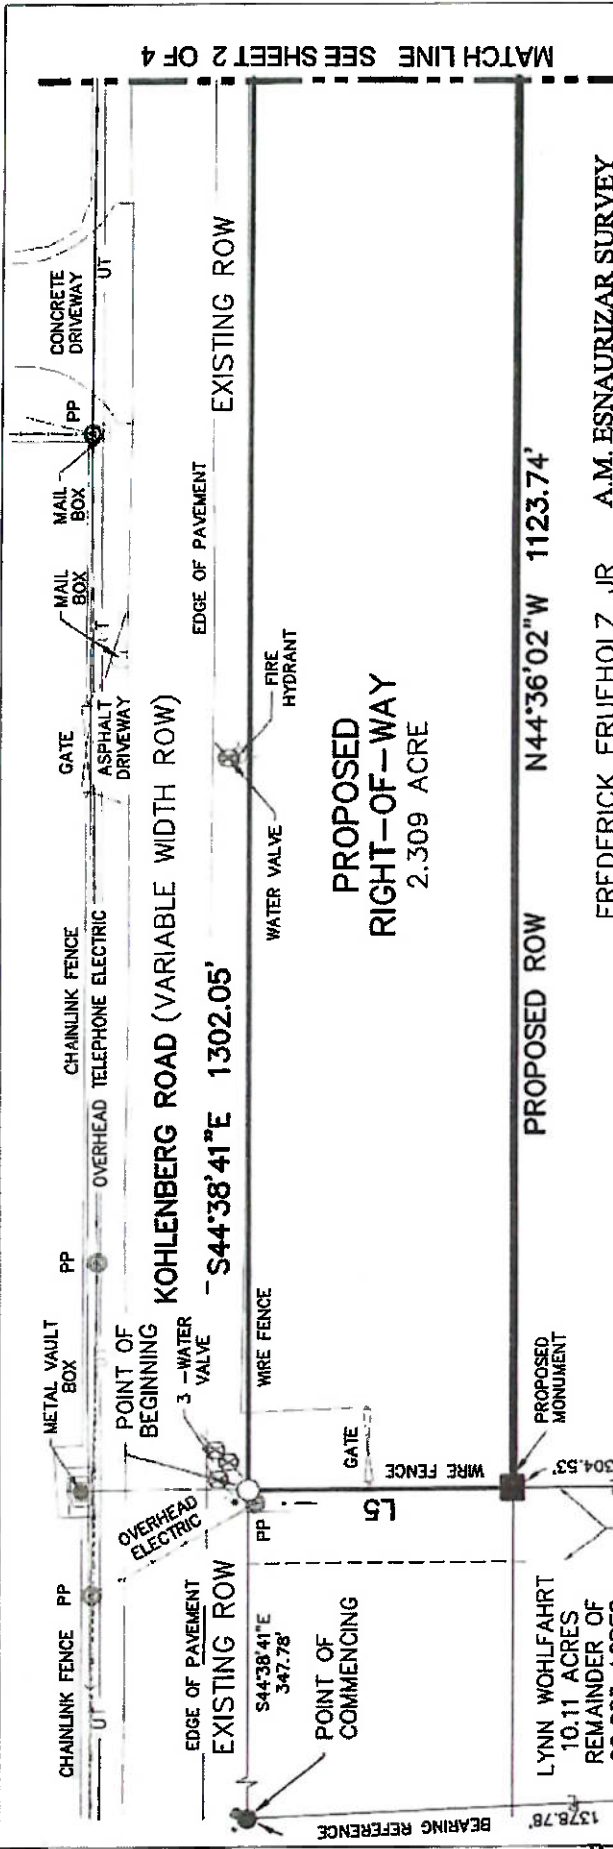 MATCH LINE SEE SHEET 2 OF 4
CHAINLINK FENCE
PP
METAL VAULT
BOX
PP
CHAINLINK FENCE
GATE
MAIL
BOX
MAIL
BOX
PP
CONCRETE
DRIVEWAY
UT
OVERHEAD TELEPHONE ELECTRIC
ASPHALT
DRIVEWAY
UT
OVERHEAD
ELECTRIC
POINT OF
BEGINNING
3 -WATER
VALVE
KOHLENBERG ROAD (VARIABLE WIDTH ROW)
S44°38'41"E 1302.05'
EDGE OF PAVEMENT
EXISTING ROW
EDGE OF PAVEMENT
EXISTING ROW
S44°38'41"E
347.78'
PP
WIRE FENCE
WATER VALVE
FIRE
HYDRANT
POINT OF
COMMENCING
L5
GATE
WIRE FENCE
PROPOSED
RIGHT-OF-WAY
2.309 ACRE
BEARING REFERENCE
1378.78'
PROPOSED
MONUMENT
304.53'
PROPOSED ROW
N44°36'02"W 1123.74'
LYNN WOHLFAHRT
10.11 ACRES
REMAINDER OF
FREDERICK FRUEHOLZ, JR
A.M. ESNAURIZAR SURVEY